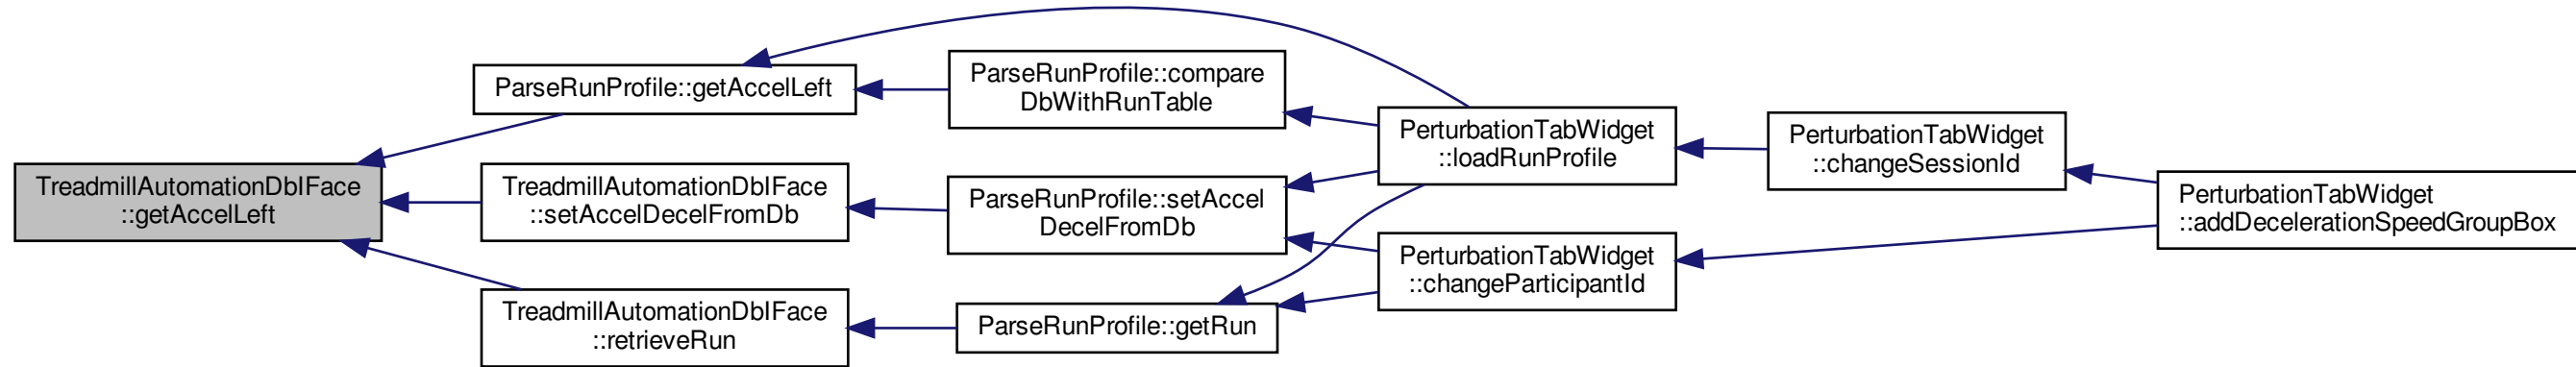 TreadmillAutomationDbIFace
::getAccelLeft
ParseRunProfile::getAccelLeft
TreadmillAutomationDbIFace
::setAccelDecelFromDb
TreadmillAutomationDbIFace
::retrieveRun
ParseRunProfile::compare
DbWithRunTable
ParseRunProfile::setAccel
DecelFromDb
ParseRunProfile::getRun
PerturbationTabWidget
::loadRunProfile
PerturbationTabWidget
::changeParticipantId
PerturbationTabWidget
::changeSessionId
PerturbationTabWidget
::addDecelerationSpeedGroupBox